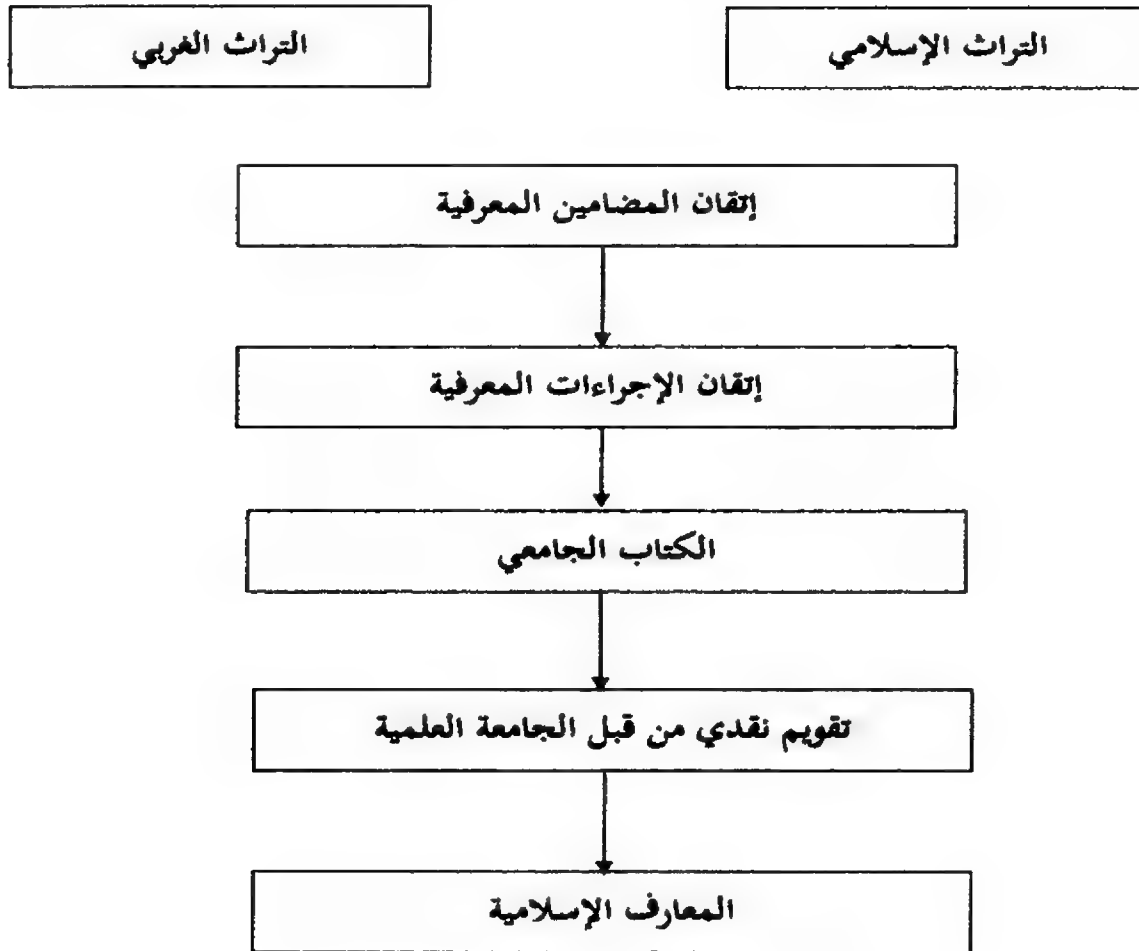 التراث الإسلامي
التراث الغربي
إتقان المضامين المعرفية
إتقان الإجراءات المعرفية
الكتاب الجامعي
تقويم نقدي من قبل الجامعة العلمية
المعارف الإسلامية